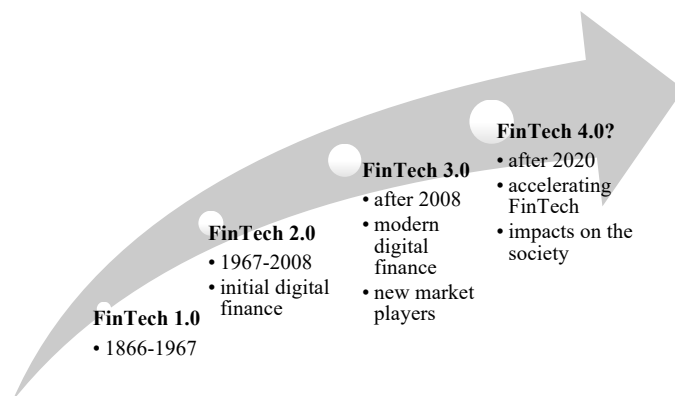 FinTech 1.0
• 1866-1967
FinTech 2.0
• 1967-2008
• initial digital
finance
FinTech 3.0
• after 2008
• modern
digital
finance
• new market
players
FinTech 4.0?
• after 2020
• accelerating
FinTech
• impacts on the
society